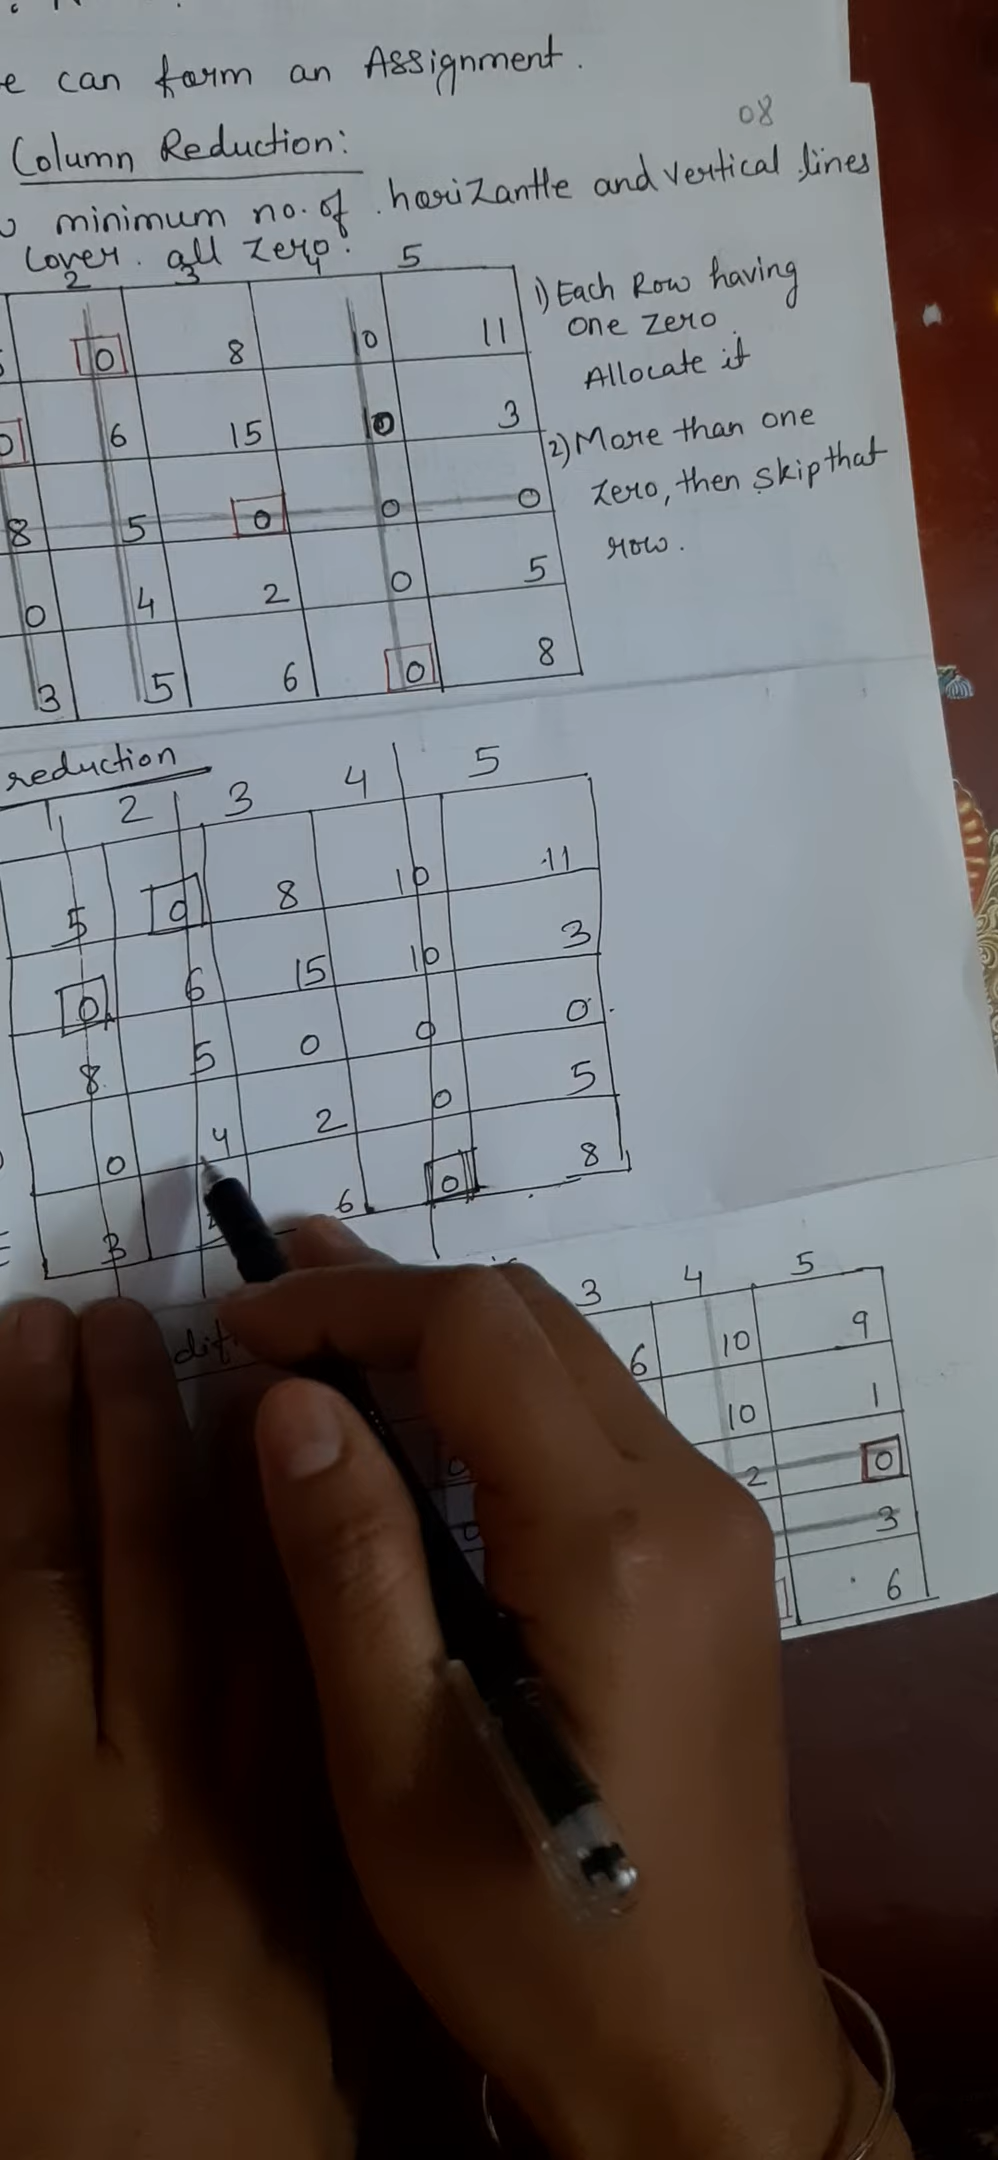 e can form an Assignment.
08
Column Reduction:
minimum no. of horizantle and vertical lines
cover all zero.
2 3 4 5
0 8 10 11
0 6 15 10 3
8 5 0 0 0
0 4 2 0 5
3 5 6 0 8
1) Each Row having
one zero
Allocate it
2) More than one
zero, then skip that
row.
reduction
1 2 3 4 5
5 0 8 10 11
0 6 15 10 3
8 5 0 0 0
0 4 2 0 5
3 6 0 8
3 4 5
6 10 9
10 1
2 0
3
6